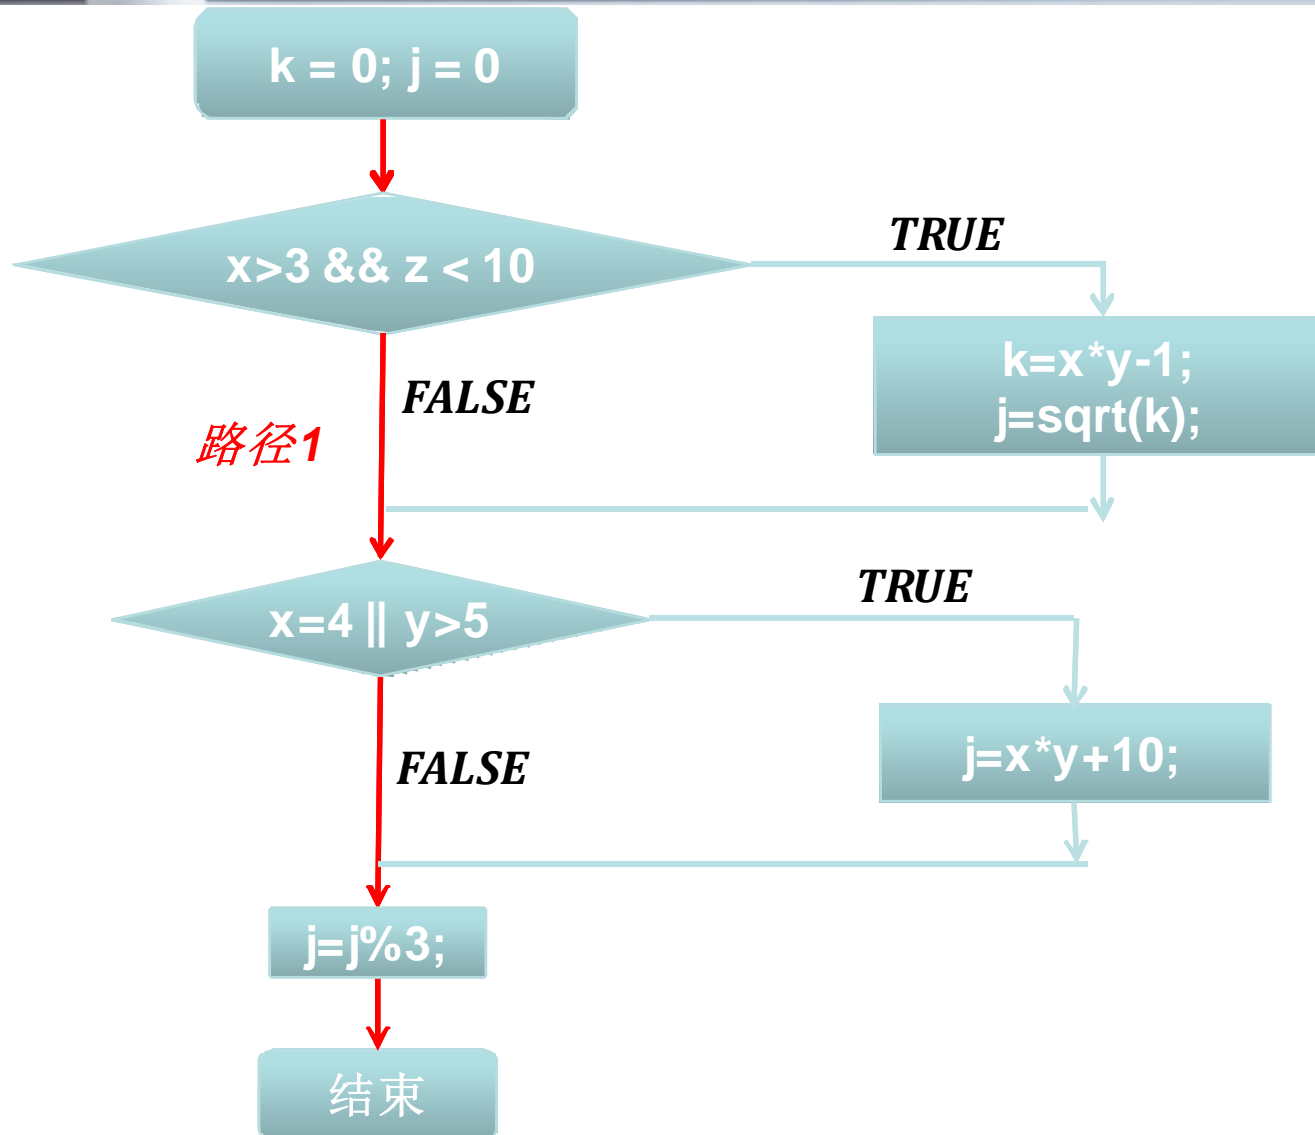 k = 0; j = 0
x>3 && z < 10
TRUE
k=x*y-1;
j=sqrt(k);
FALSE
路径1
x=4 || y>5
TRUE
j=x*y+10;
FALSE
j=j%3;
结束